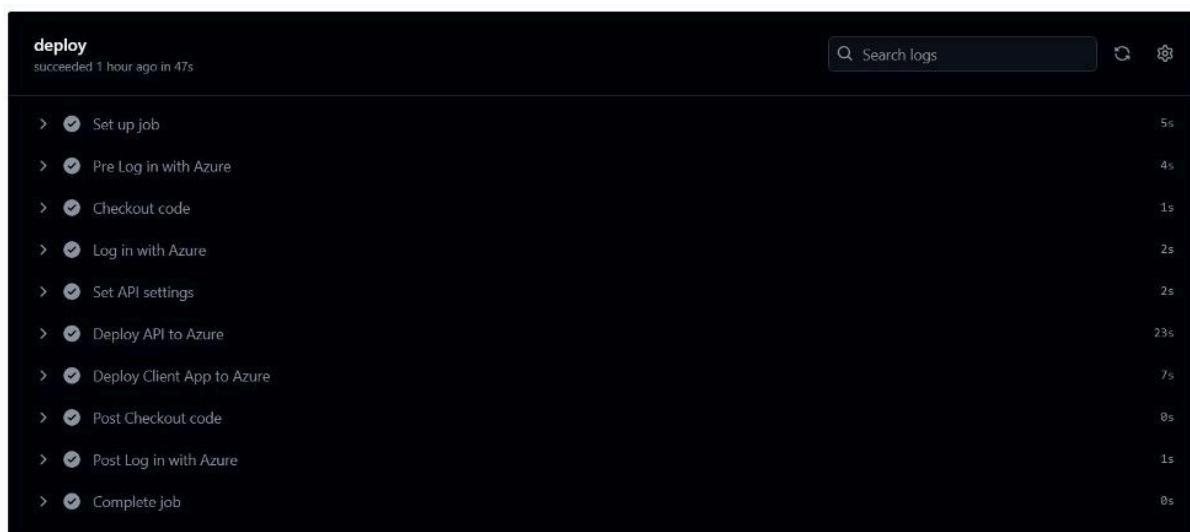 deploy
succeeded 1 hour ago in 47s
Search logs
Set up job 5s
Pre Log in with Azure 4s
Checkout code 1s
Log in with Azure 2s
Set API settings 2s
Deploy API to Azure 23s
Deploy Client App to Azure 7s
Post Checkout code 0s
Post Log in with Azure 1s
Complete job 0s